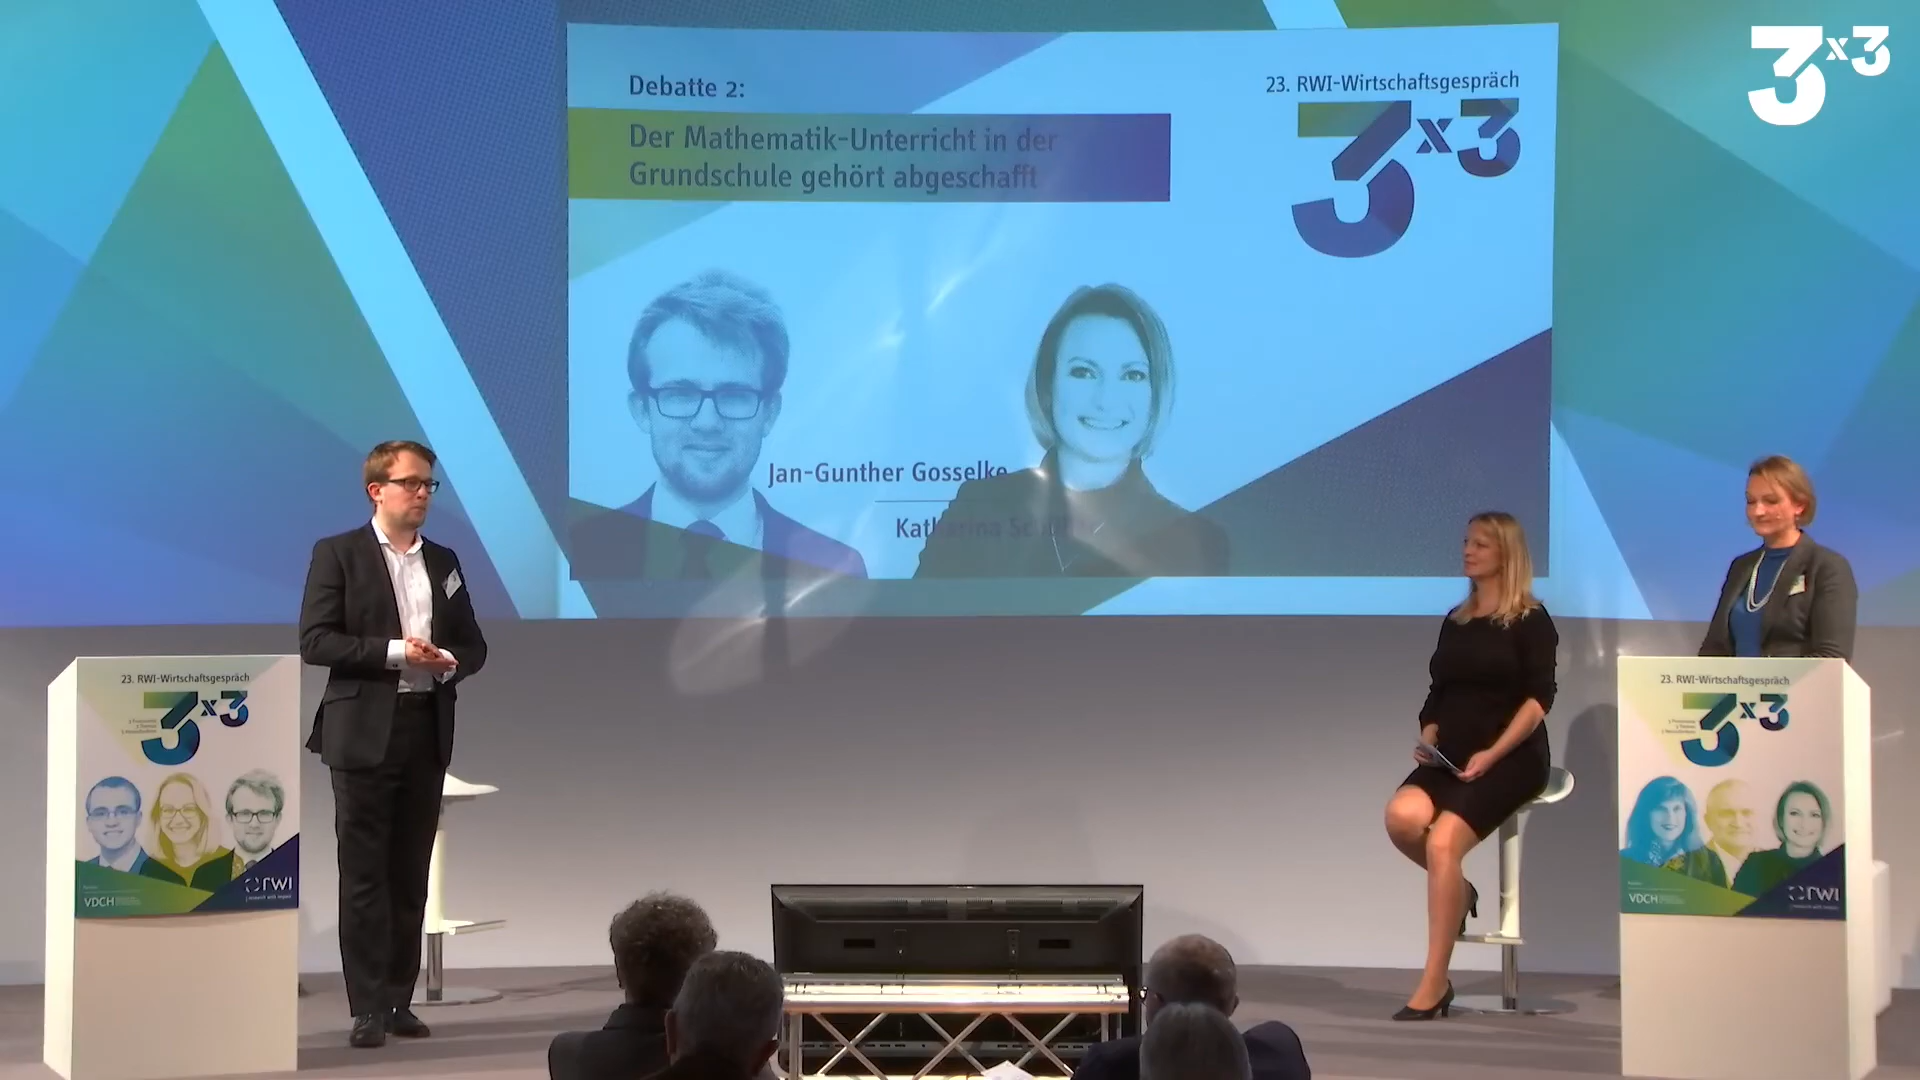 3x3
Debatte 2:
Der Mathematik-Unterricht in der
Grundschule gehört abgeschafft
23. RWI-Wirtschaftsgespräch
3x3
Jan-Gunther Gosselke
23. RWI-Wirtschaftsgespräch
3x3
VDCH
RWI
23. RWI-Wirtschaftsgespräch
3x3
VDCH
RWI